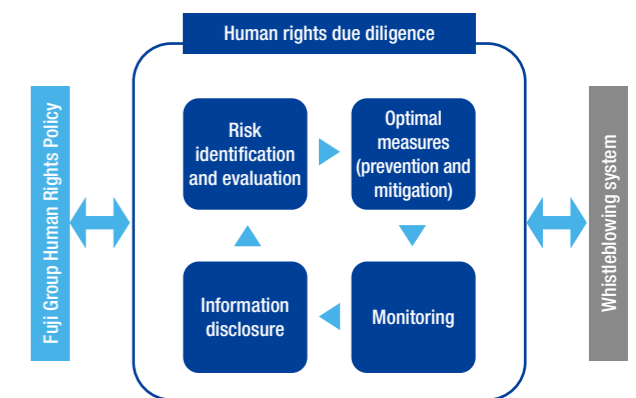 Human rights due diligence
Fuji Group Human Rights Policy
Risk
identification
and evaluation
Optimal
measures
(prevention and
mitigation)
Information
disclosure
Monitoring
Whistleblowing system